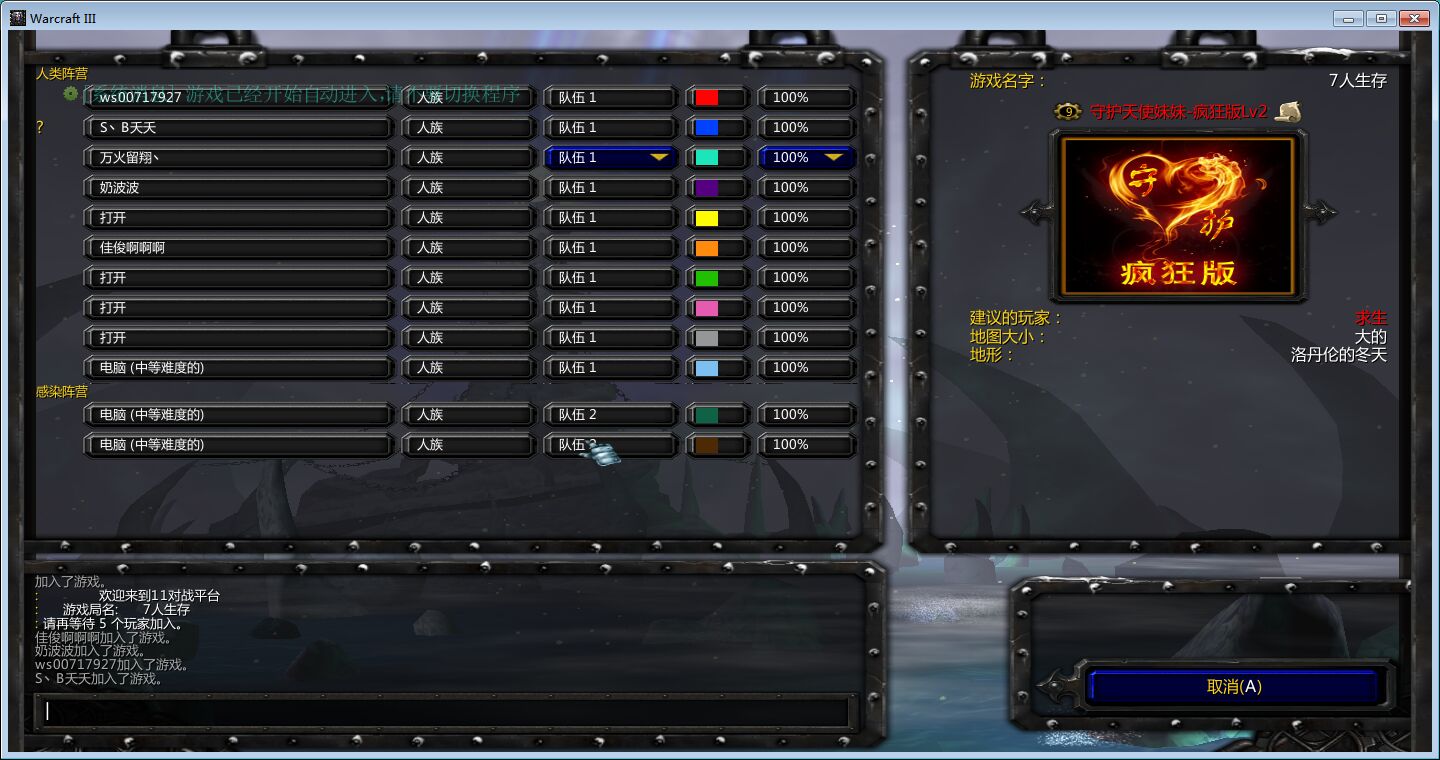 Warcraft III
人类阵营
[系统消息] 游戏已经开始自动进入,请不要切换程序
ws00717927 人族 队伍 1 100%
?
S丶B天天 人族 队伍 1 100%
万火留翔丶 人族 队伍 1 100%
奶波波 人族 队伍 1 100%
打开 人族 队伍 1 100%
佳俊啊啊啊 人族 队伍 1 100%
打开 人族 队伍 1 100%
打开 人族 队伍 1 100%
打开 人族 队伍 1 100%
电脑 (中等难度的) 人族 队伍 1 100%
感染阵营
电脑 (中等难度的) 人族 队伍 2 100%
电脑 (中等难度的) 人族 队伍 2 100%
游戏名字： 7人生存
9 守护天使妹妹-疯狂版Lv2
守
护
疯狂版
建议的玩家： 求生
地图大小： 大的
地形： 洛丹伦的冬天
加入了游戏。
: 欢迎来到11对战平台
: 游戏局名: 7人生存
: 请再等待 5 个玩家加入。
佳俊啊啊啊加入了游戏。
奶波波加入了游戏。
ws00717927加入了游戏。
S丶B天天加入了游戏。
取消(A)